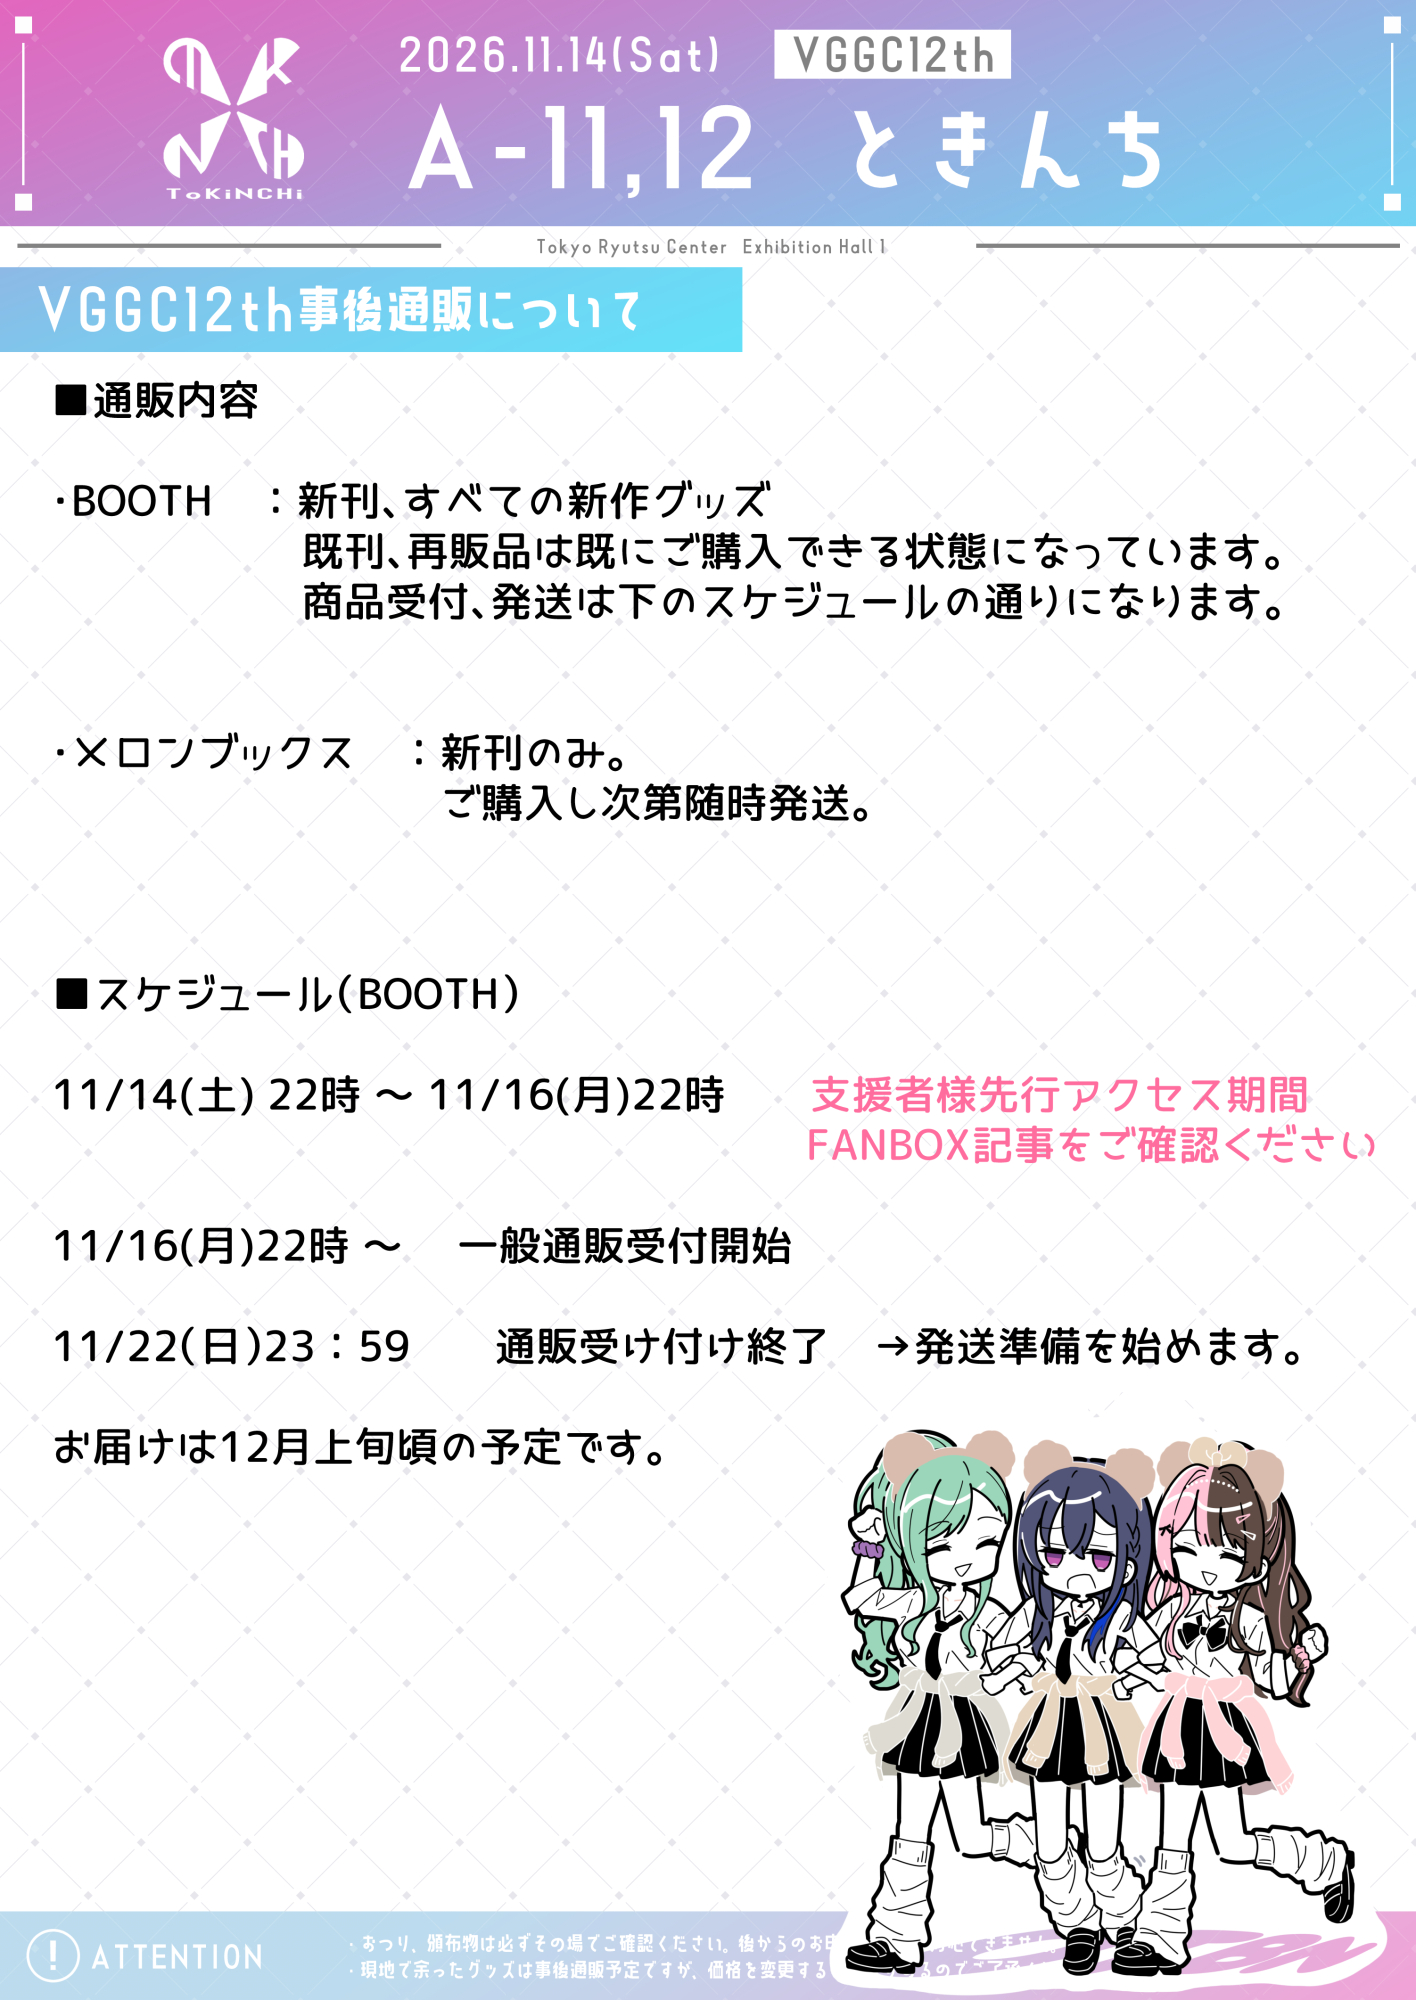 2026.11.14(Sat) VGGC12th
A-11,12 ときんち
ToKiNCHi
Tokyo Ryutsu Center Exhibition Hall 1
VGGC12th事後通販について
■通販内容
・BOOTH ：新刊、すべての新作グッズ
既刊、再販品は既にご購入できる状態になっています。
商品受付、発送は下のスケジュールの通りになります。
・メロンブックス ：新刊のみ。
ご購入し次第随時発送。
■スケジュール(BOOTH)
11/14(土) 22時 ～ 11/16(月)22時 支援者様先行アクセス期間
FANBOX記事をご確認ください
11/16(月)22時 ～ 一般通販受付開始
11/22(日)23：59 通販受け付け終了 →発送準備を始めます。
お届けは12月上旬頃の予定です。
ATTENTION
・おつり、頒布物は必ずその場でご確認ください。後からのお
・現地で余ったグッズは事後通販予定ですが、価格を変更する